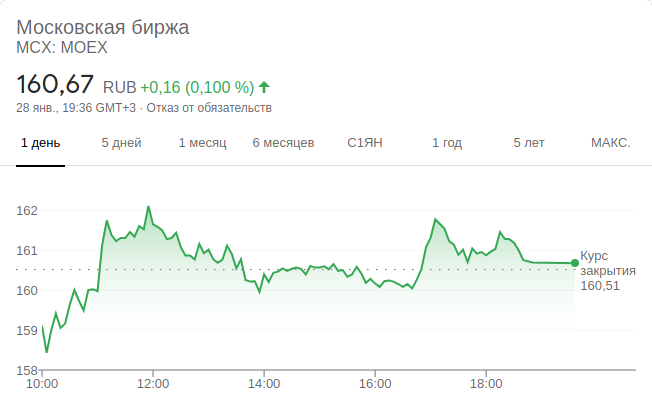 Московская биржа
MCX: MOEX
160,67 RUB +0,16 (0,100 %)
28 янв., 19:36 GMT+3 · Отказ от обязательств
1 день 5 дней 1 месяц 6 месяцев С1ЯН 1 год 5 лет МАКС.
162
161
160
159
158
Курс
закрытия
160,51
10:00 12:00 14:00 16:00 18:00